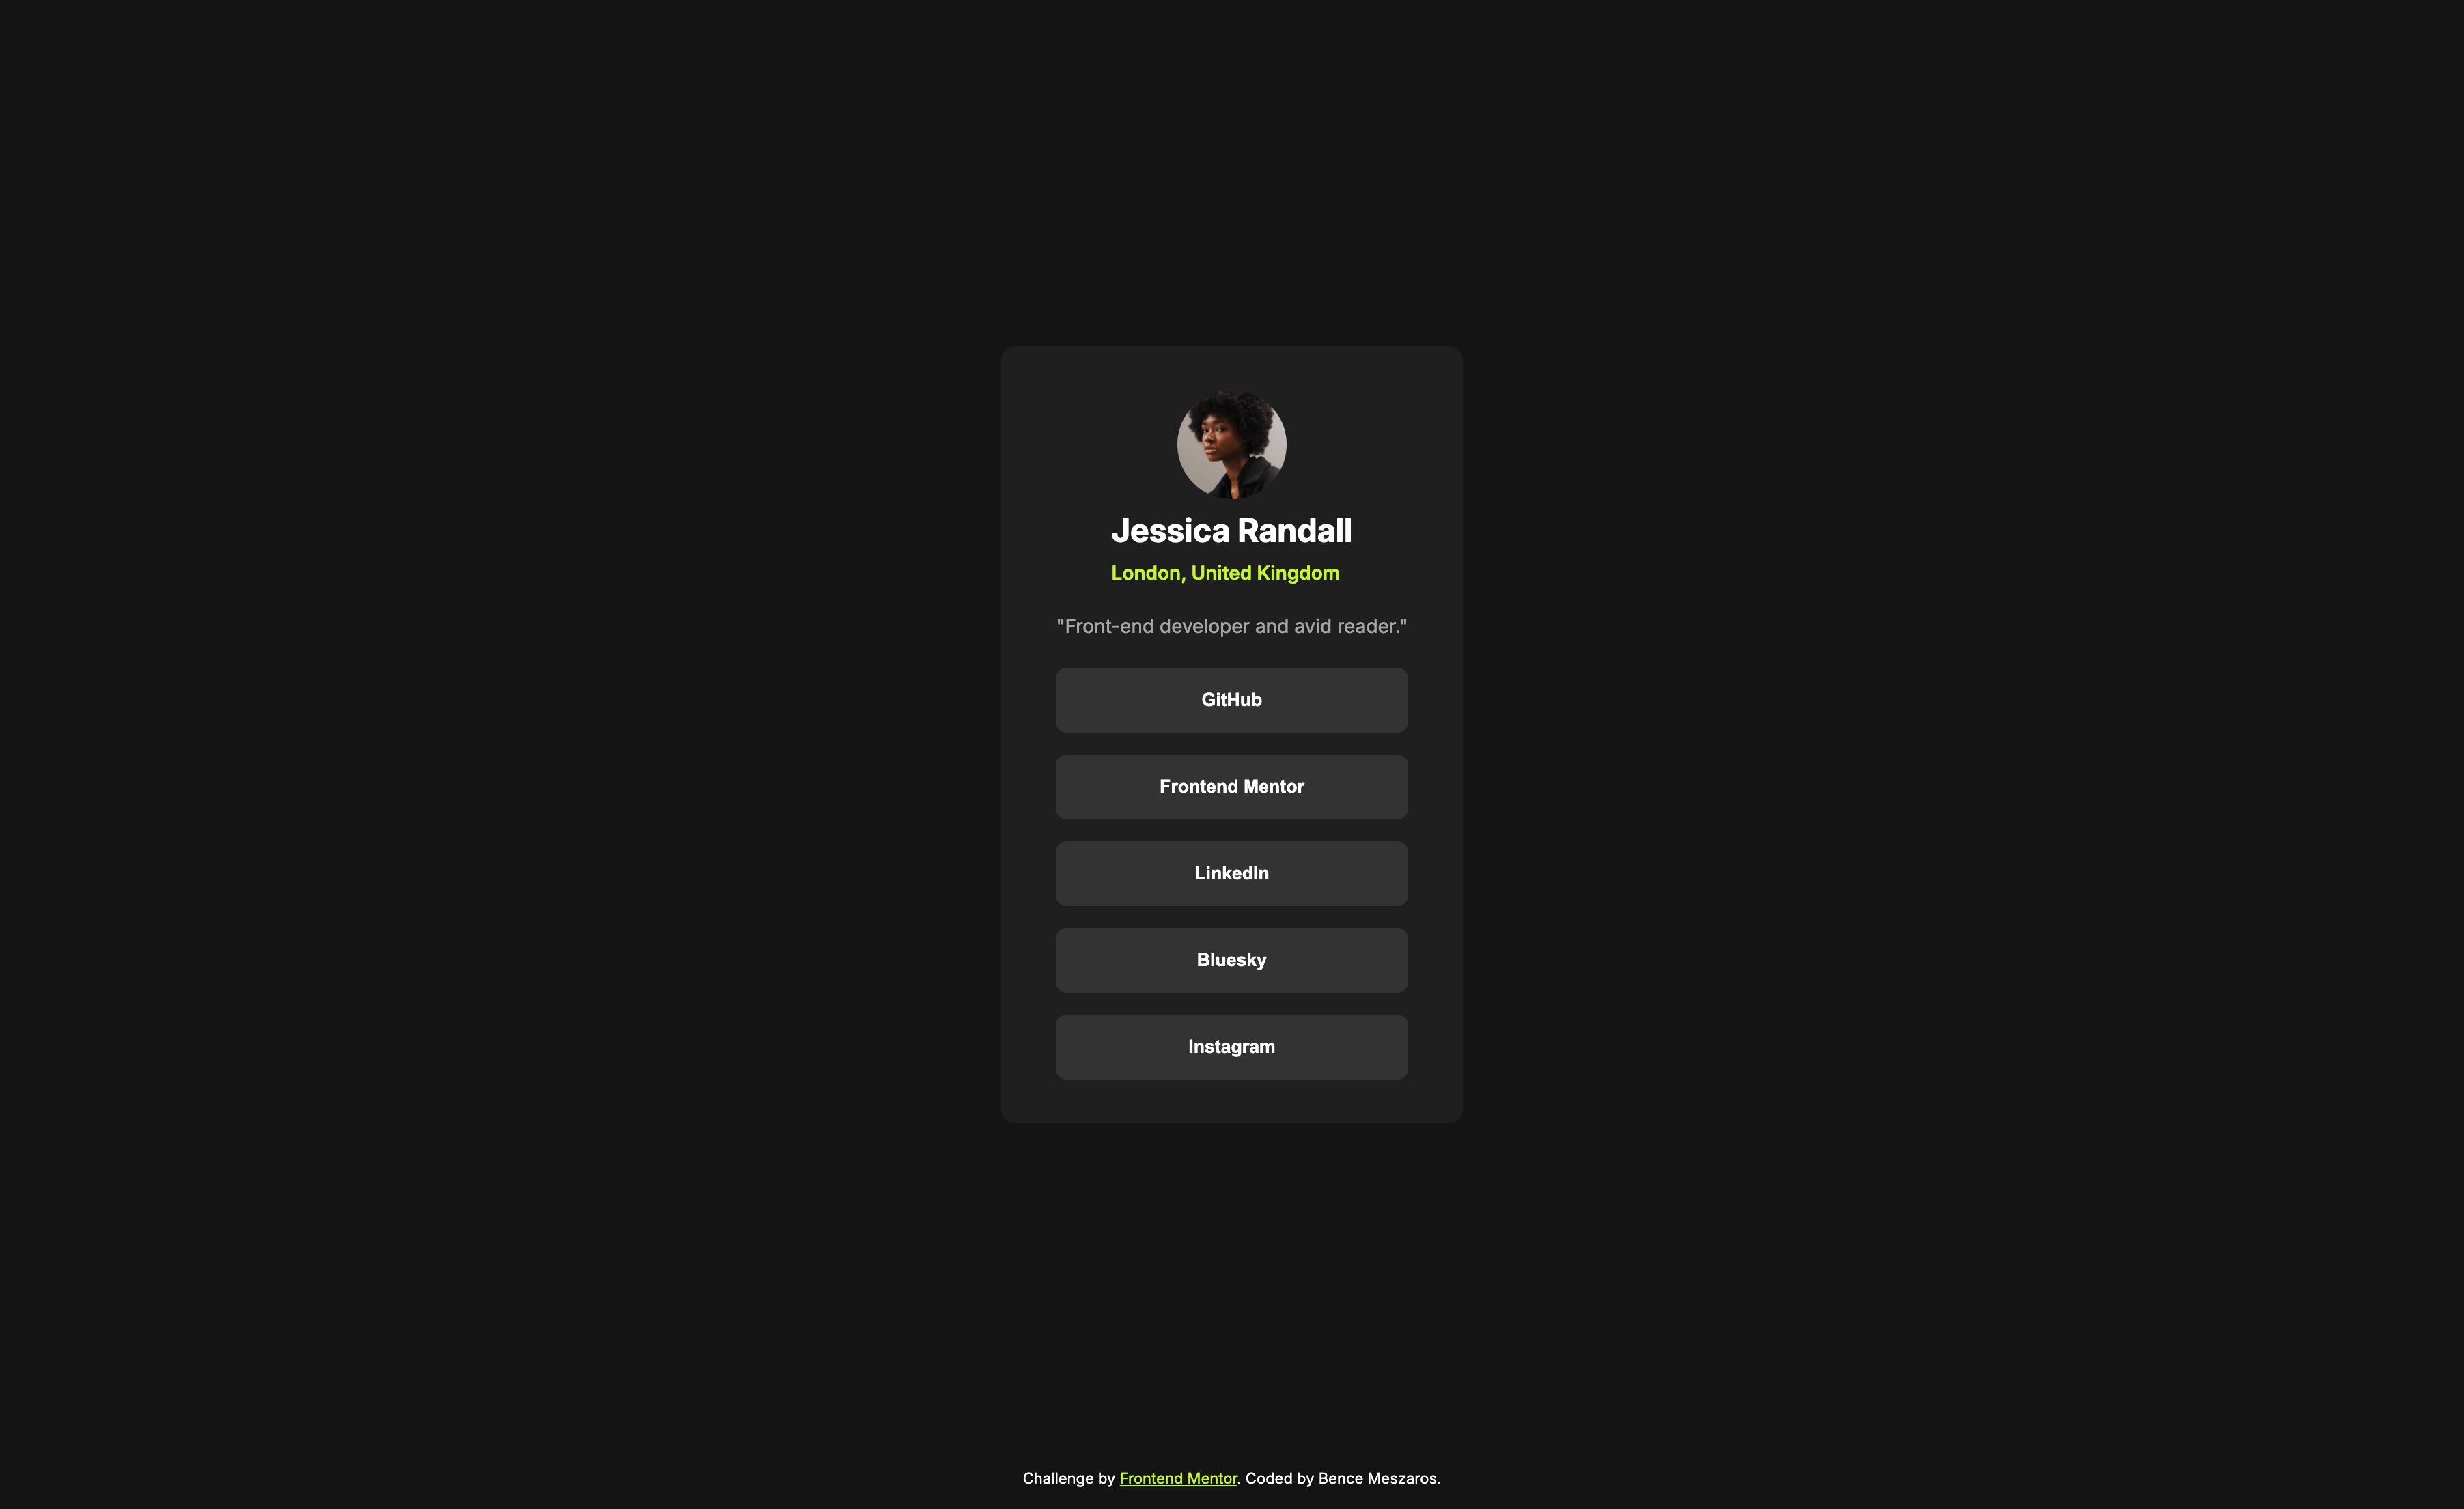 Jessica Randall
London, United Kingdom
"Front-end developer and avid reader."
GitHub
Frontend Mentor
LinkedIn
Bluesky
Instagram
Challenge by Frontend Mentor. Coded by Bence Meszaros.